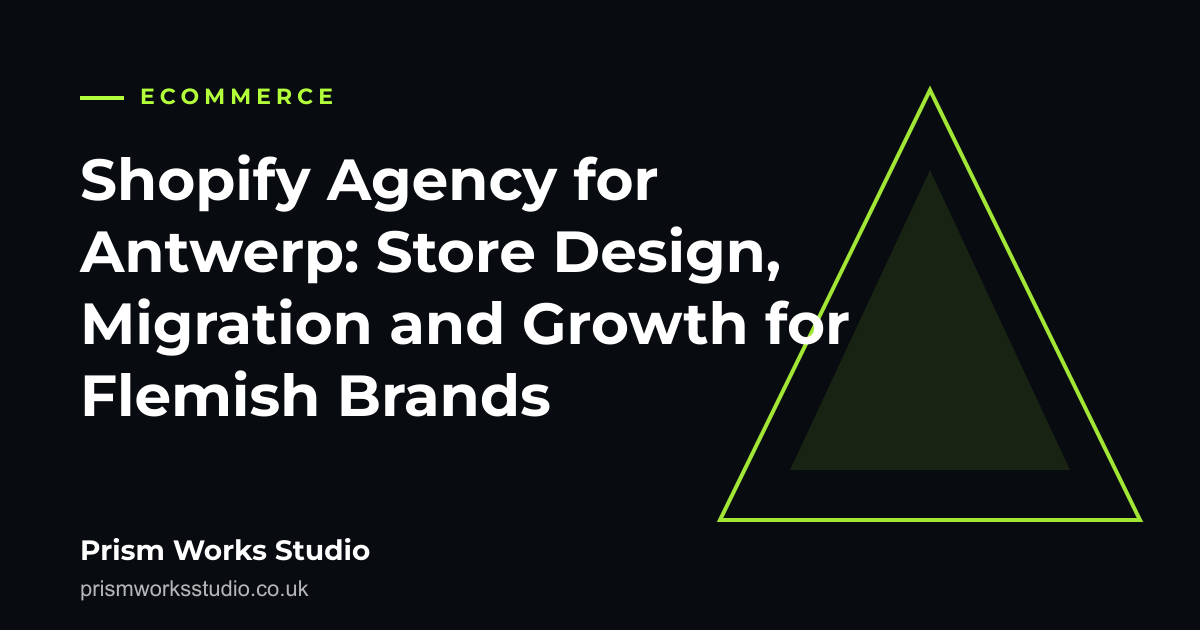 ECOMMERCE
Shopify Agency for
Antwerp: Store Design,
Migration and Growth for
Flemish Brands
Prism Works Studio
prismworksstudio.co.uk